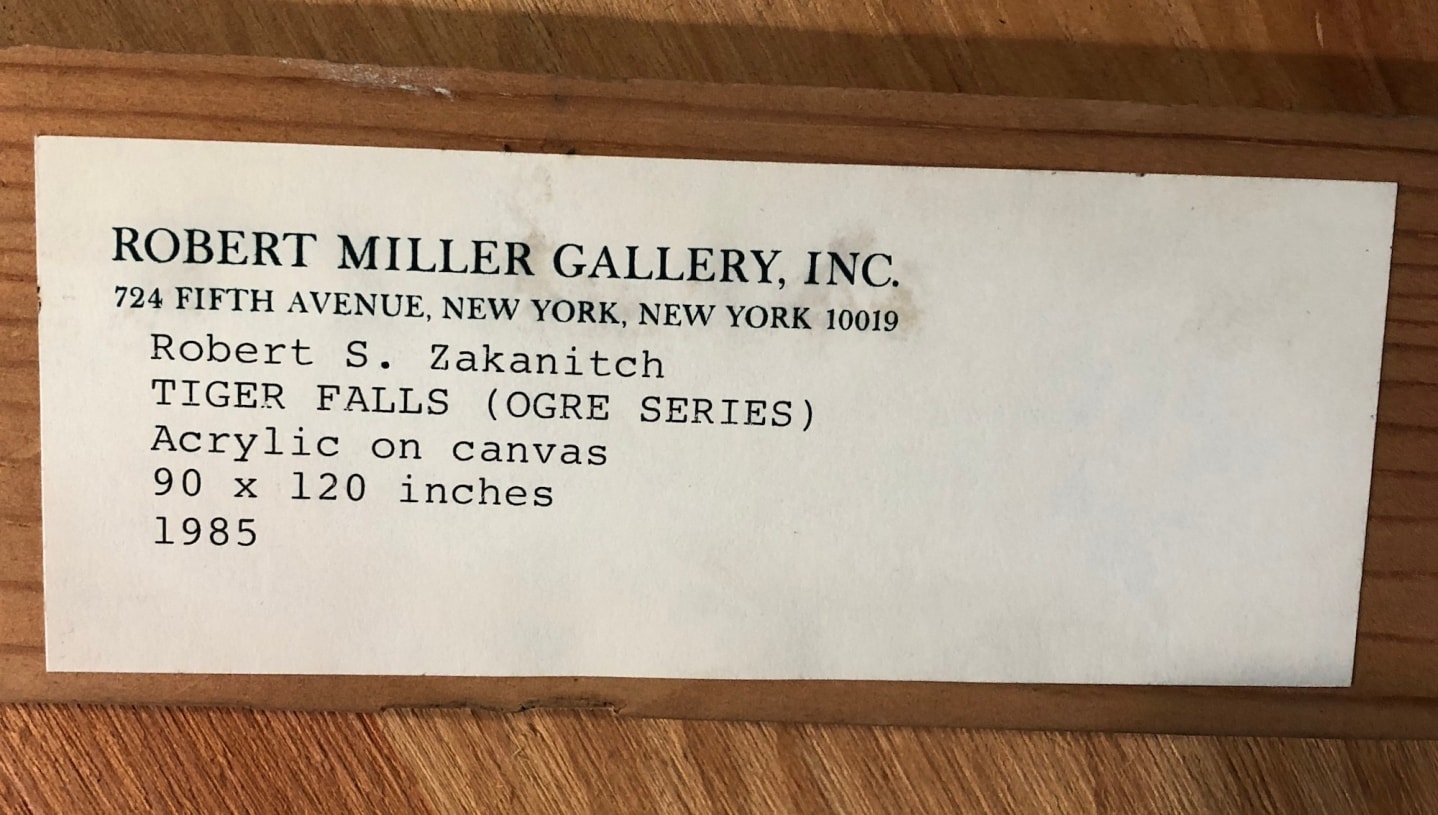 ROBERT MILLER GALLERY, INC.
724 FIFTH AVENUE, NEW YORK, NEW YORK 10019
Robert S. Zakanitch
TIGER FALLS (OGRE SERIES)
Acrylic on canvas
90 x 120 inches
1985